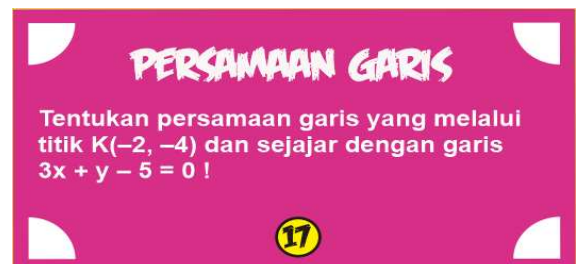 PERSAMAAN GARIS
Tentukan persamaan garis yang melalui
titik K(–2, –4) dan sejajar dengan garis
3x + y – 5 = 0 !
17